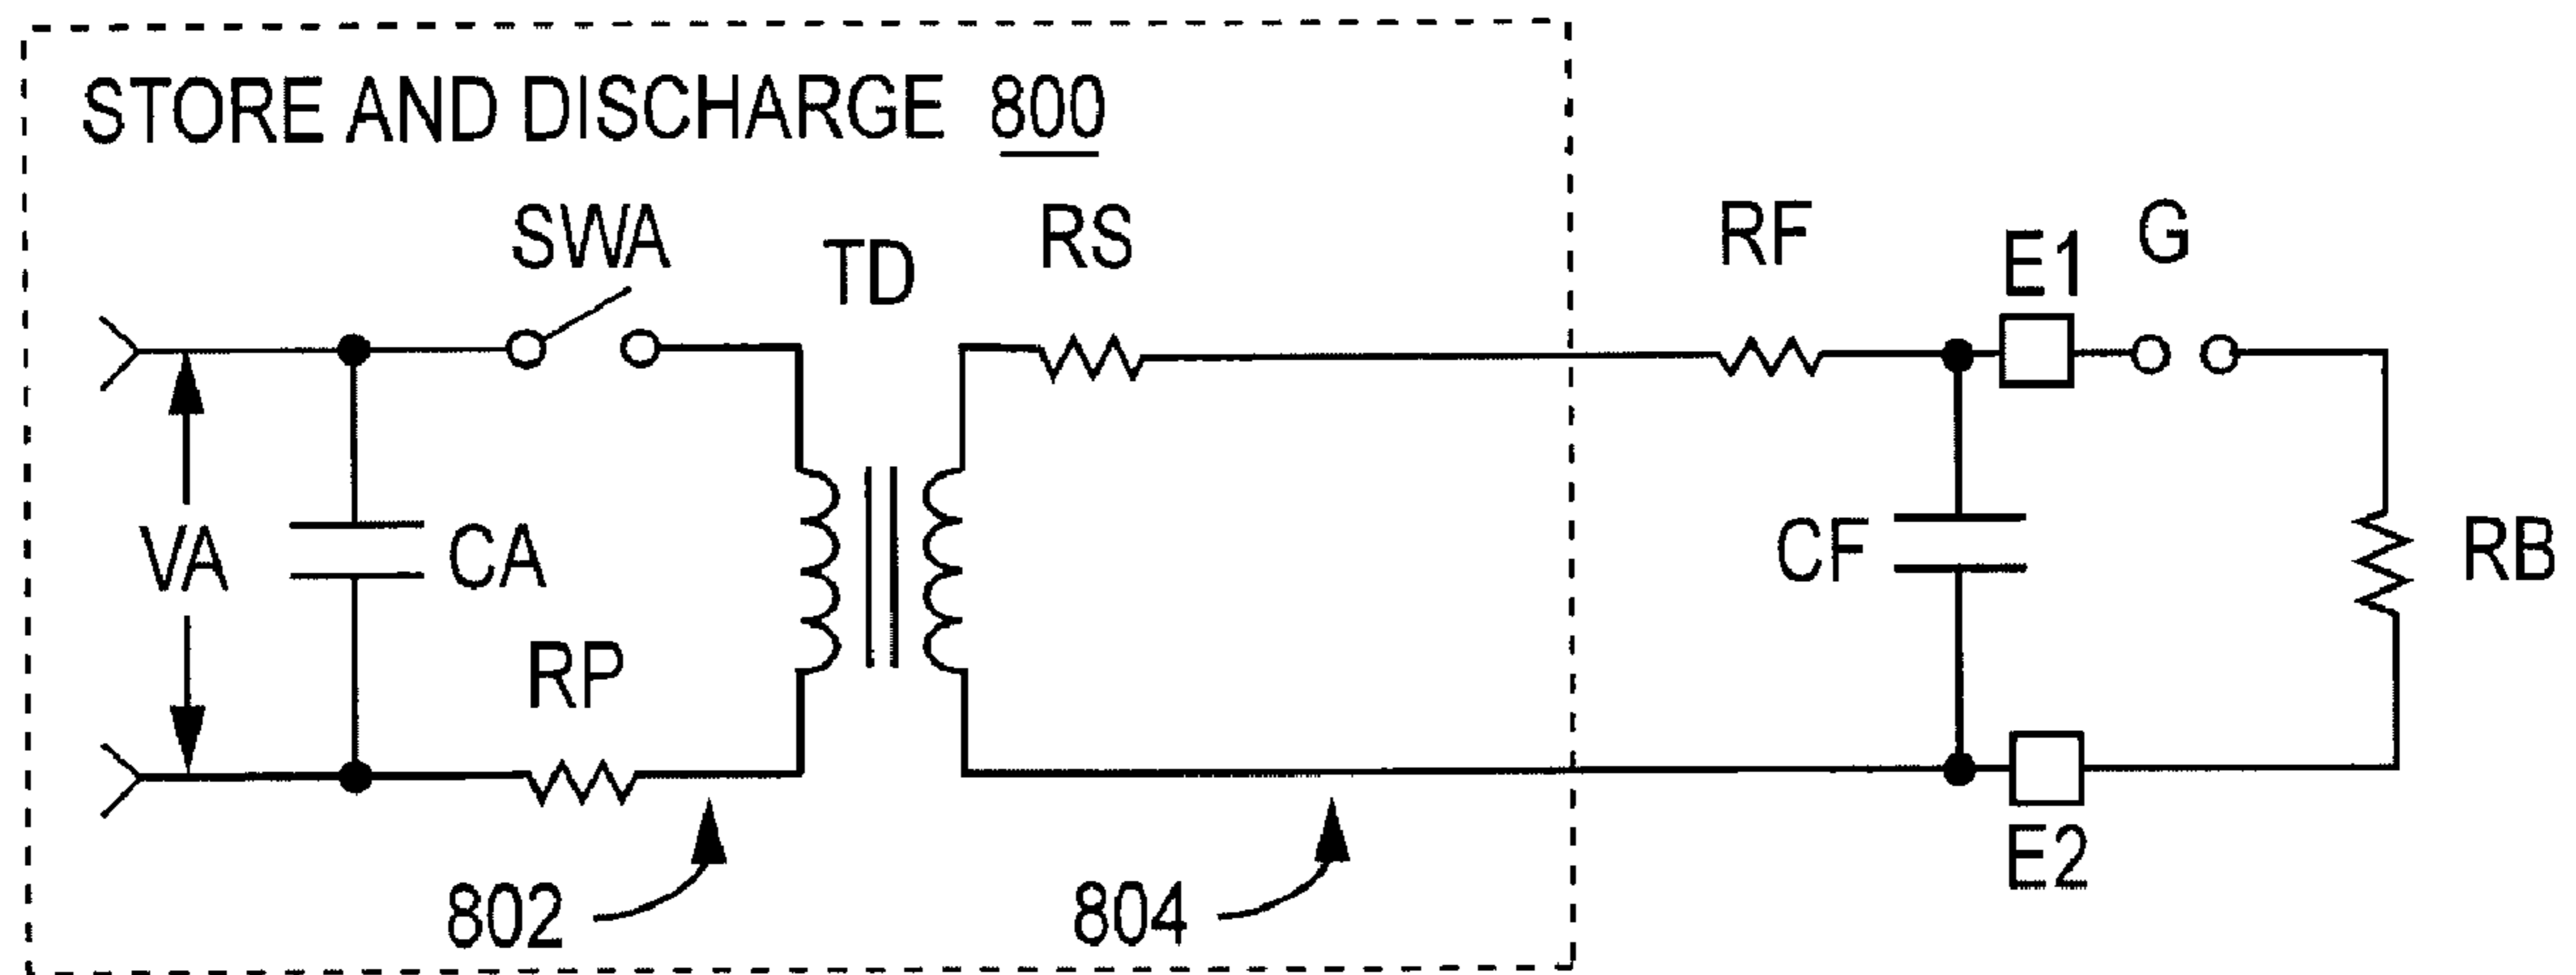 STORE AND DISCHARGE 800
SWA
TD
RS
RF
E1
G
VA
CA
CF
RB
RP
E2
802
804